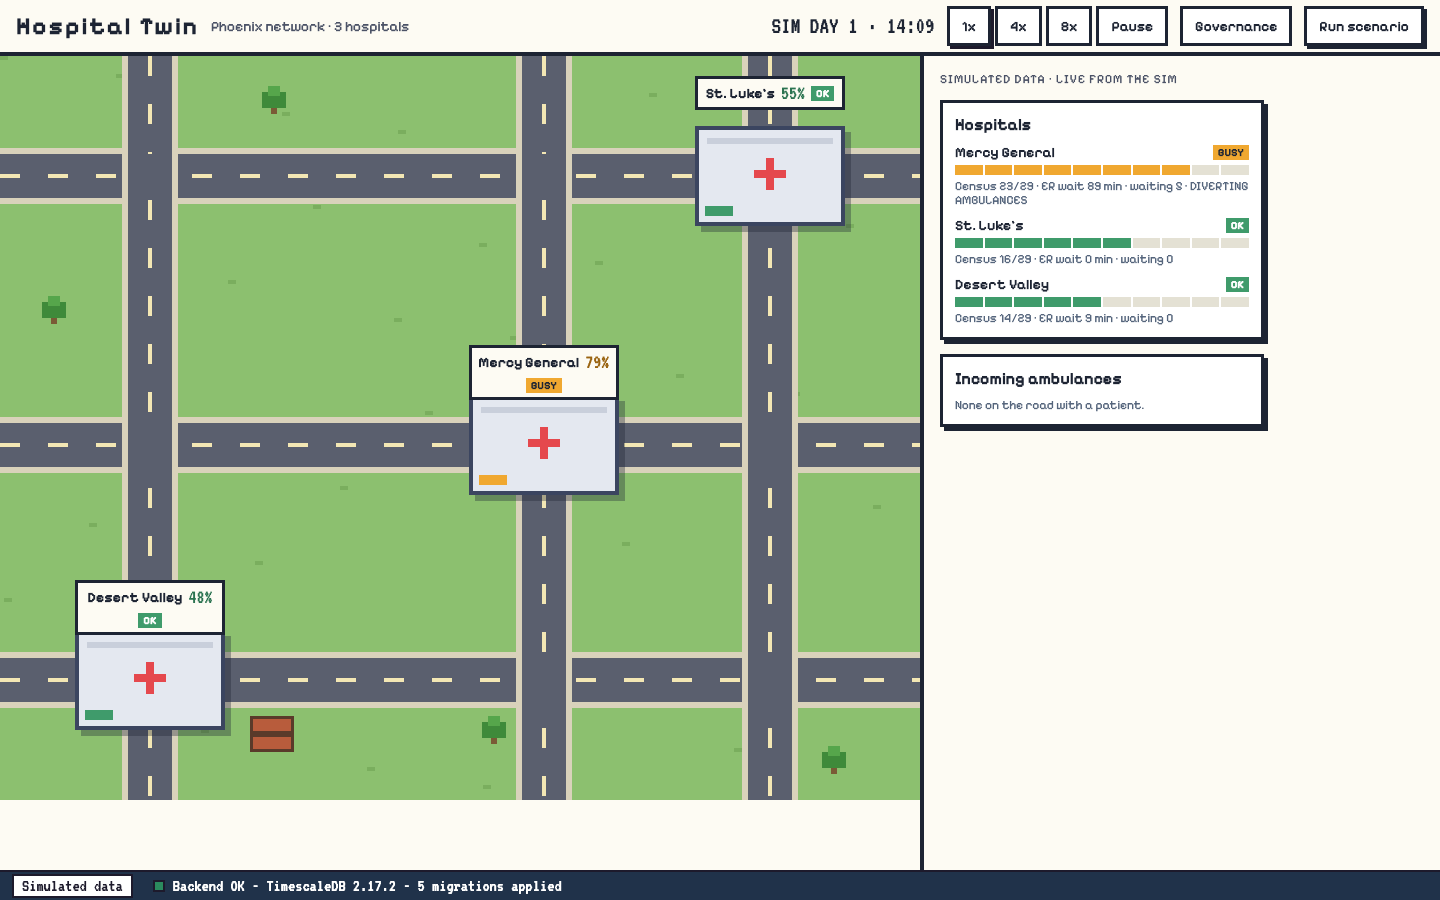 Hospital Twin
Phoenix network · 3 hospitals
SIM DAY 1 · 14:09
1x
4x
8x
Pause
Governance
Run scenario
St. Luke's 55% OK
Mercy General 79%
BUSY
Desert Valley 48%
OK
SIMULATED DATA · LIVE FROM THE SIM
Hospitals
Mercy General BUSY
Census 23/29 · ER wait 89 min · waiting 5 · DIVERTING
AMBULANCES
St. Luke's OK
Census 16/29 · ER wait 0 min · waiting 0
Desert Valley OK
Census 14/29 · ER wait 9 min · waiting 0
Incoming ambulances
None on the road with a patient.
Simulated data
Backend OK - TimescaleDB 2.17.2 - 5 migrations applied